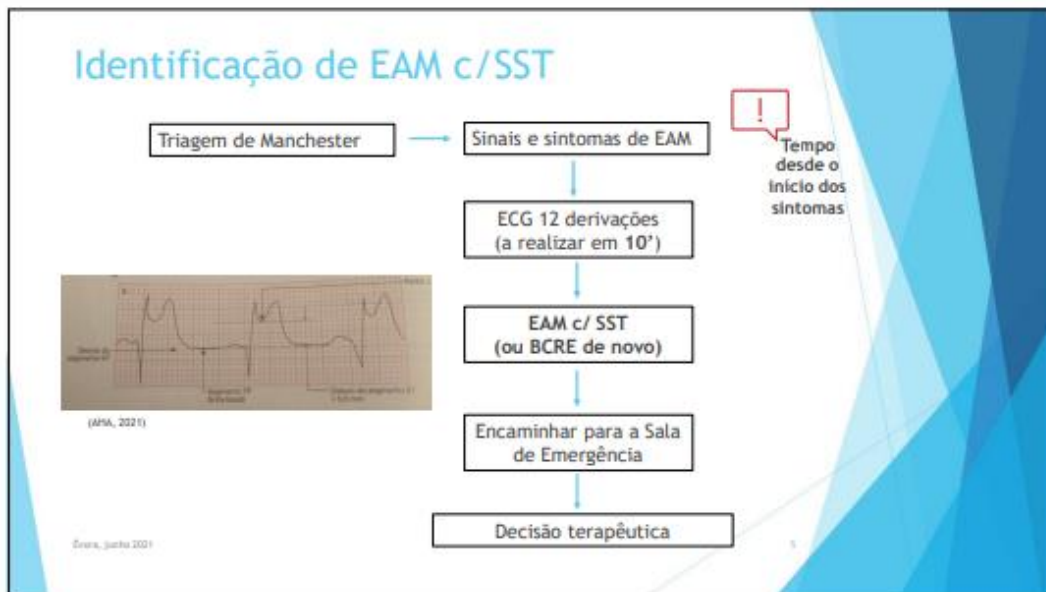 Identificação de EAM c/SST
Triagem de Manchester
Sinais e sintomas de EAM
!
Tempo
desde o
início dos
sintomas
ECG 12 derivações
(a realizar em 10’)
EAM c/ SST
(ou BCRE de novo)
(AHA, 2021)
Encaminhar para a Sala
de Emergência
Decisão terapêutica
Évora, junho 2021
5